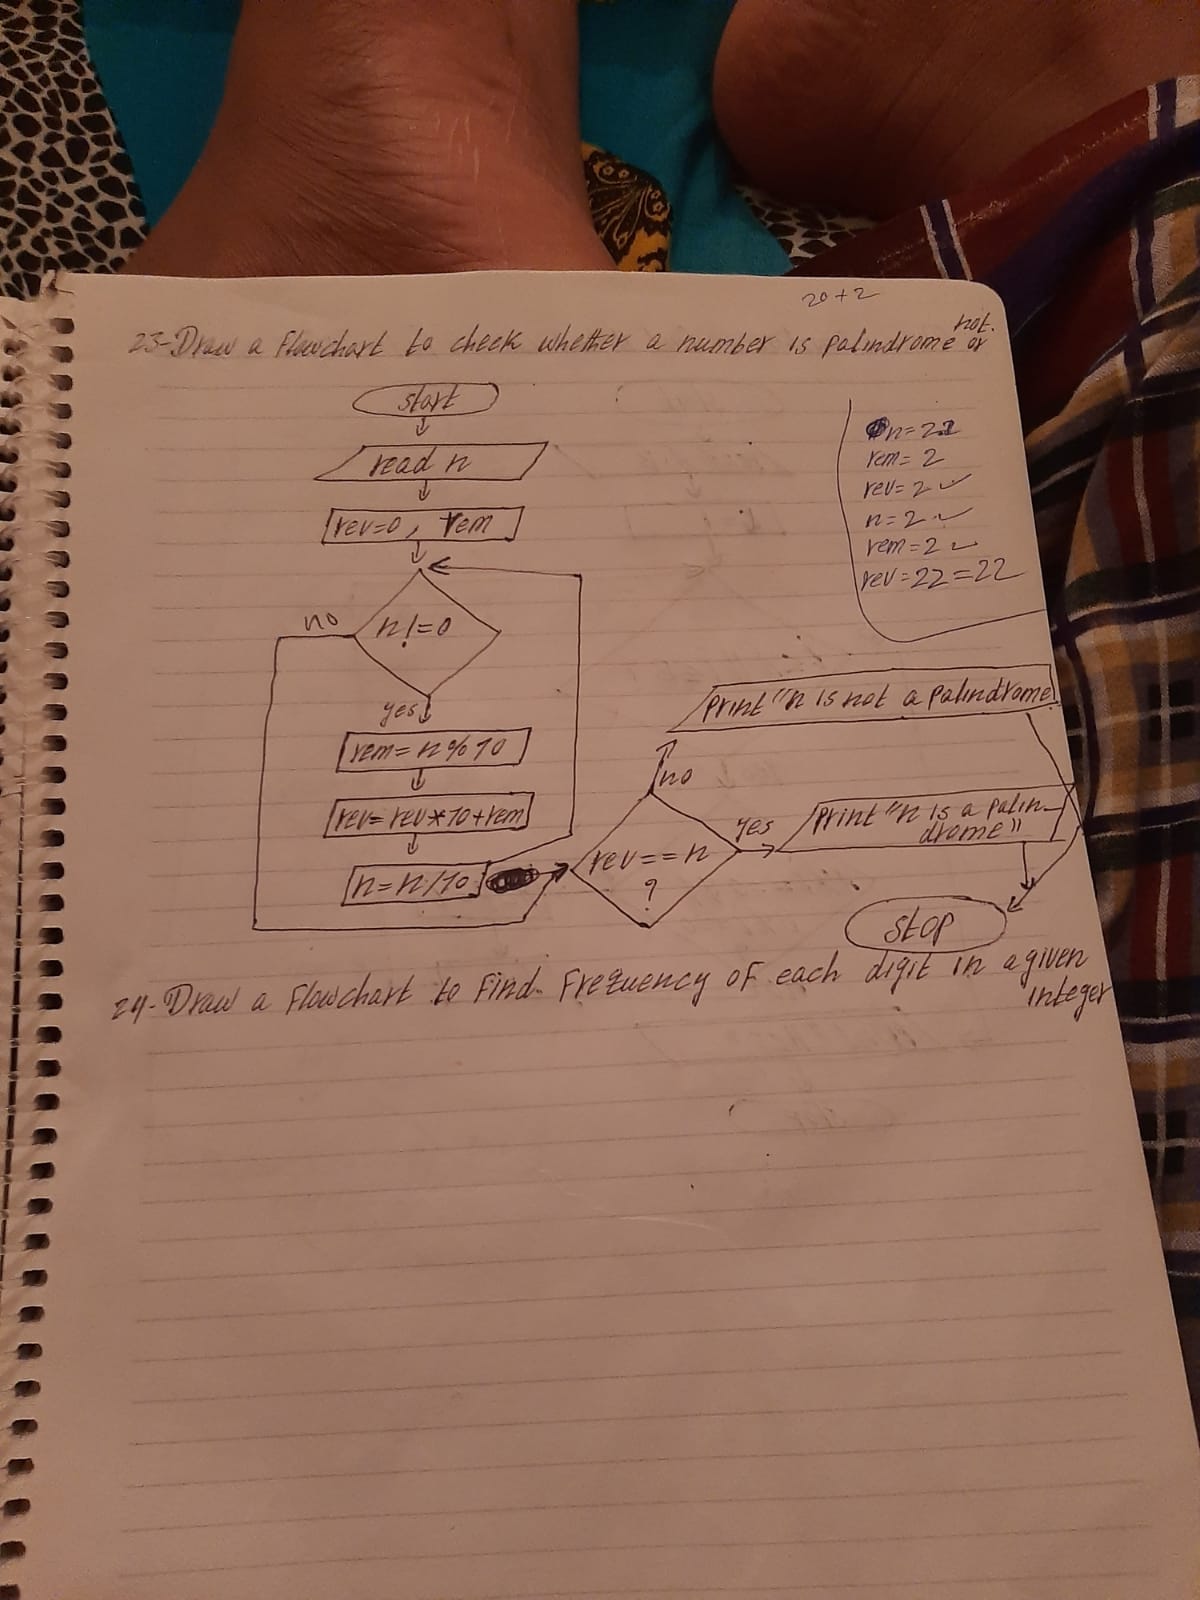 20+2
23-Draw a flowchart to check whether a number is palindrome or not.
start
read n
rev=0, rem
n!=0
no
yes
rem=n%10
rev=rev*10+rem
n=n/10
rev==n
?
no
yes
Print "n is not a palindrome
Print "n is a palin-
drome"
stop
rem=2
rev=2
n=2
rem=2
rev=22=22
24-Draw a flowchart to find frequency of each digit in a given
integer